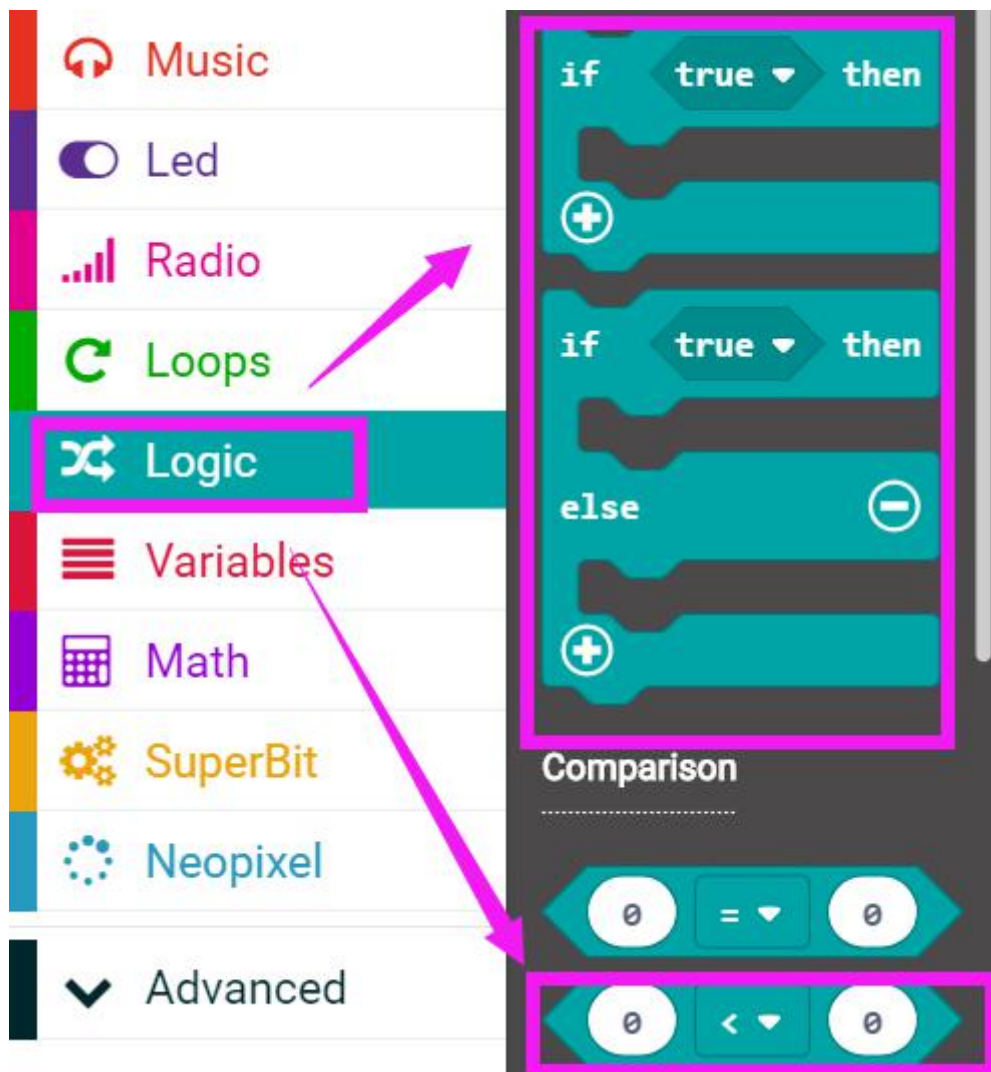 Music
Led
Radio
Loops
Logic
Variables
Math
SuperBit
Neopixel
Advanced
if true then
if true then
else
Comparison
0 = 0
0 < 0